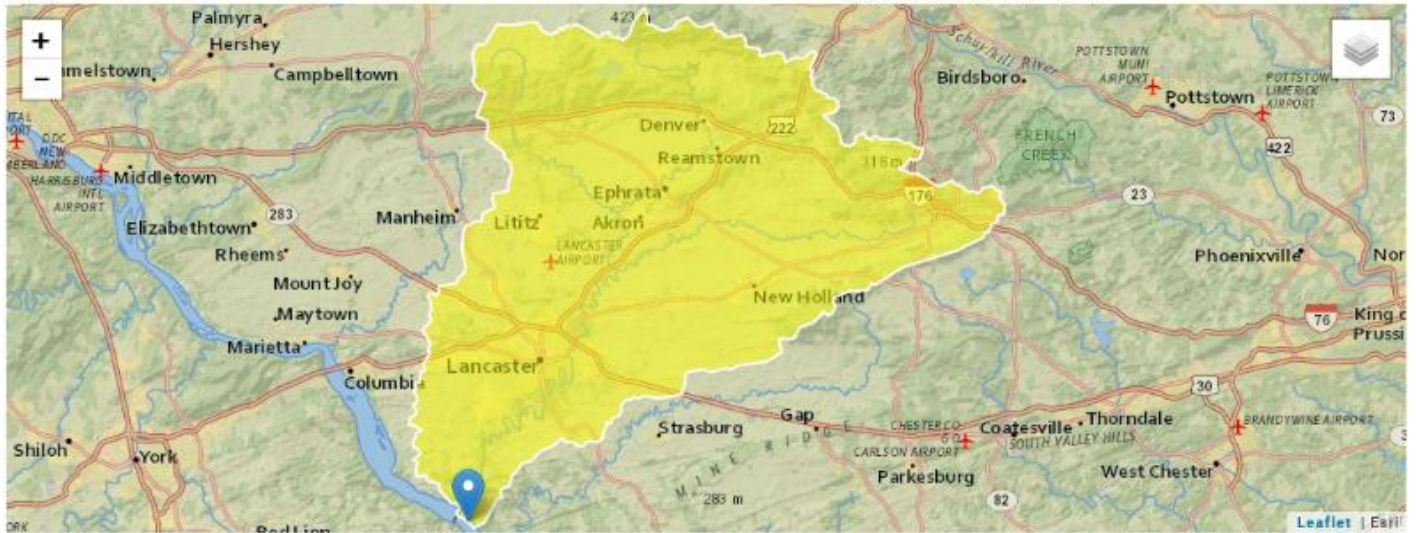 Palmyra
423 m
Hershey
+
−
Campbelltown
Schuylkill River
Birdsboro
POTTSTOWN
MUNI
AIRPORT
Pottstown
POTTSTOWN
LIMERICK
AIRPORT
73
422
Denver
222
Reamstown
FRENCH
CREEK
318 m
176
23
HARRISBURG
INTL
AIRPORT
Middletown
Ephrata
Manheim
283
Elizabethtown
Lititz
Akron
Rheems
LANCASTER
AIRPORT
Phoenixville
Mount Joy
New Holland
Maytown
76
Marietta
Lancaster
Columbia
30
Strasburg
Gap
CHESTER CO
G O
CARLSON AIRPORT
Coatesville
Thorndale
SOUTH VALLEY HILLS
BRANDYWINE AIRPORT
Shiloh
York
MINE RIDGE
Parkesburg
West Chester
283 m
82
Leaflet | Esri